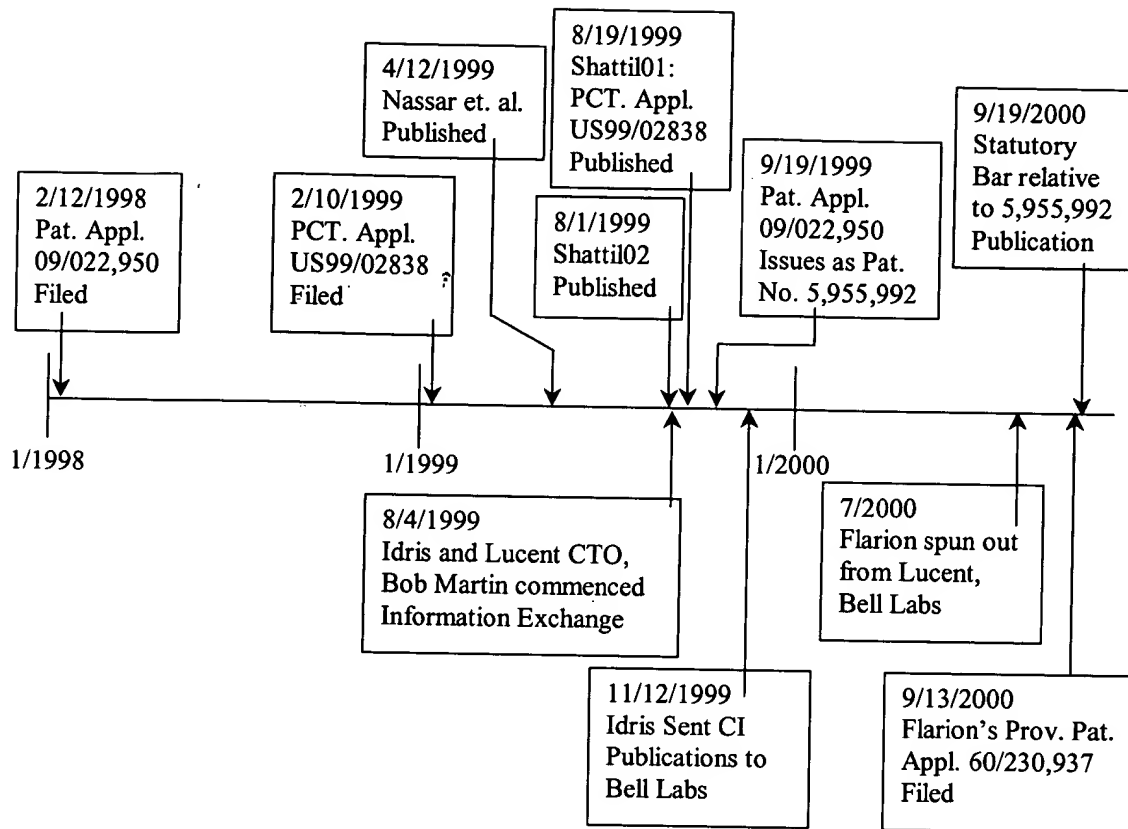 8/19/1999
Shattil01:
PCT. Appl.
US99/02838
Published
4/12/1999
Nassar et. al.
Published
9/19/2000
Statutory
Bar relative
to 5,955,992
Publication
9/19/1999
Pat. Appl.
09/022,950
Issues as Pat.
No. 5,955,992
2/12/1998
Pat. Appl.
09/022,950
Filed
2/10/1999
PCT. Appl.
US99/02838
Filed
?
8/1/1999
Shattil02
Published
1/1998
1/1999
1/2000
8/4/1999
Idris and Lucent CTO,
Bob Martin commenced
Information Exchange
7/2000
Flarion spun out
from Lucent,
Bell Labs
11/12/1999
Idris Sent CI
Publications to
Bell Labs
9/13/2000
Flarion's Prov. Pat.
Appl. 60/230,937
Filed